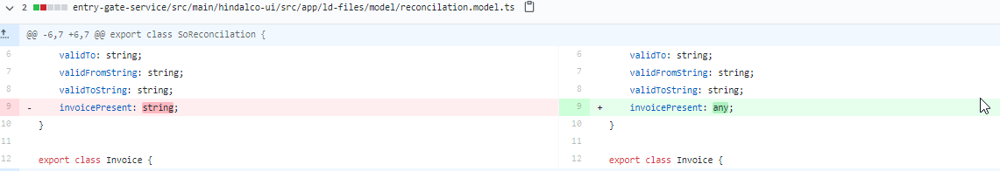 2 entry-gate-service/src/main/hindalco-ui/src/app/ld-files/model/reconcilation.model.ts
@@ -6,7 +6,7 @@ export class SoReconcilation {
6 validTo: string;
7 validFromString: string;
8 validToString: string;
9 - invoicePresent: string;
10 }
11
12 export class Invoice {
6 validTo: string;
7 validFromString: string;
8 validToString: string;
9 + invoicePresent: any;
10 }
11
12 export class Invoice {